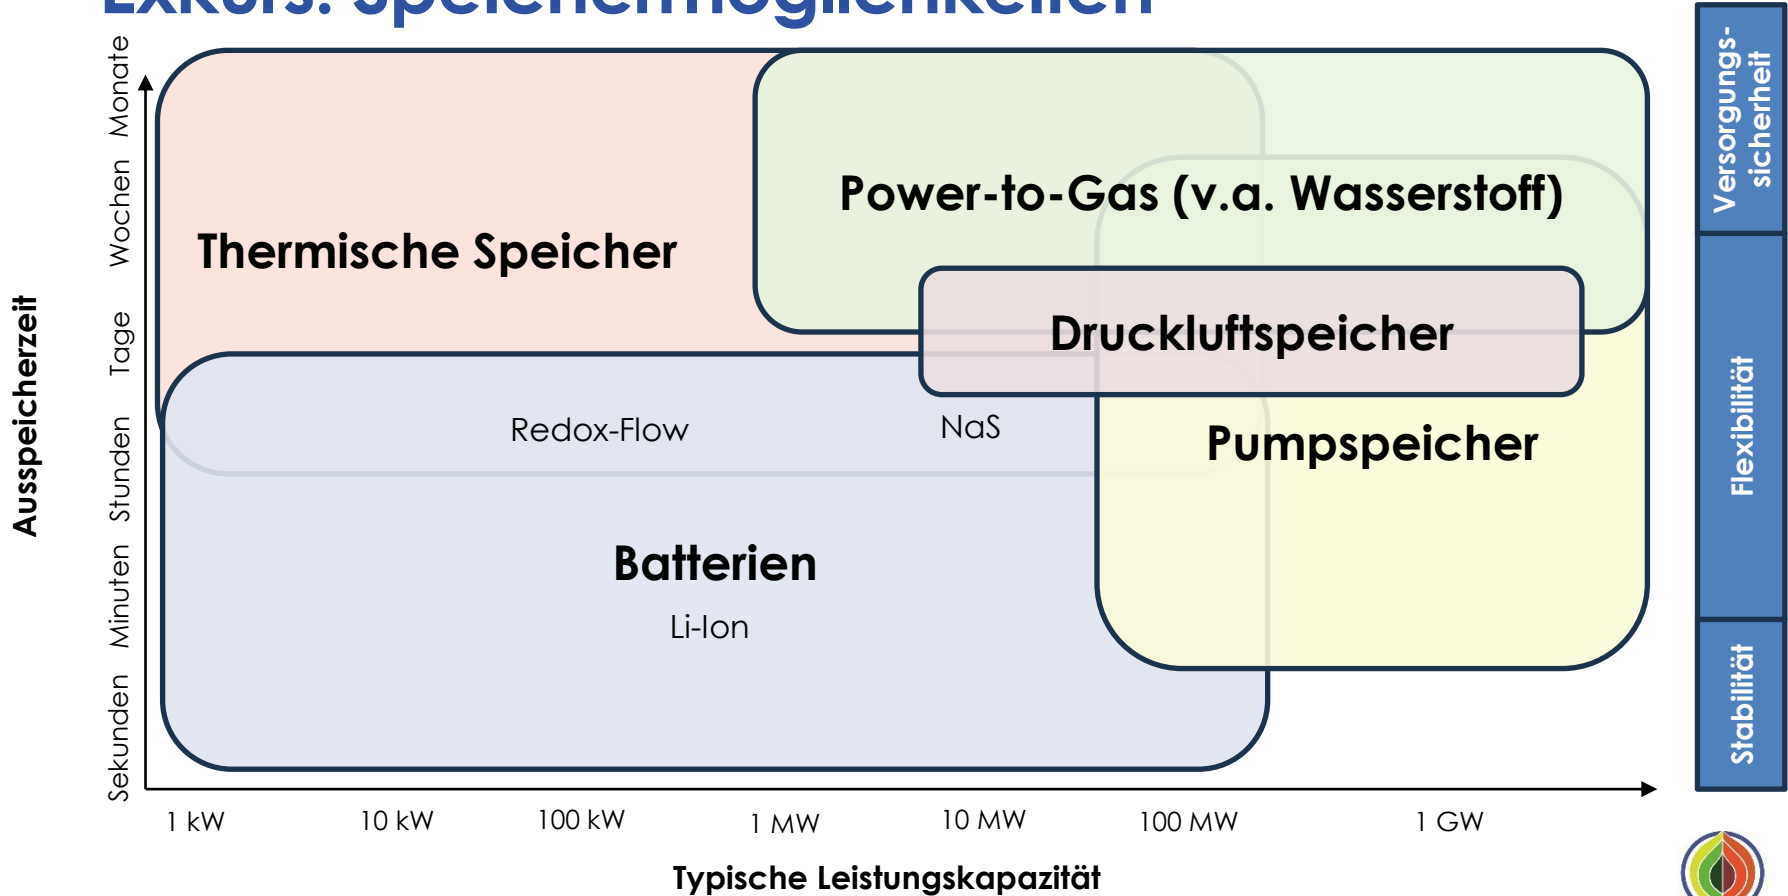 Exkurs: Speichermöglichkeiten
Ausspeicherzeit
Monate
Wochen
Tage
Stunden
Minuten
Sekunden
Thermische Speicher
Power-to-Gas (v.a. Wasserstoff)
Druckluftspeicher
Redox-Flow
NaS
Pumpspeicher
Batterien
Li-Ion
1 kW
10 kW
100 kW
1 MW
10 MW
100 MW
1 GW
Typische Leistungskapazität
Versorgungs-
sicherheit
Flexibilität
Stabilität